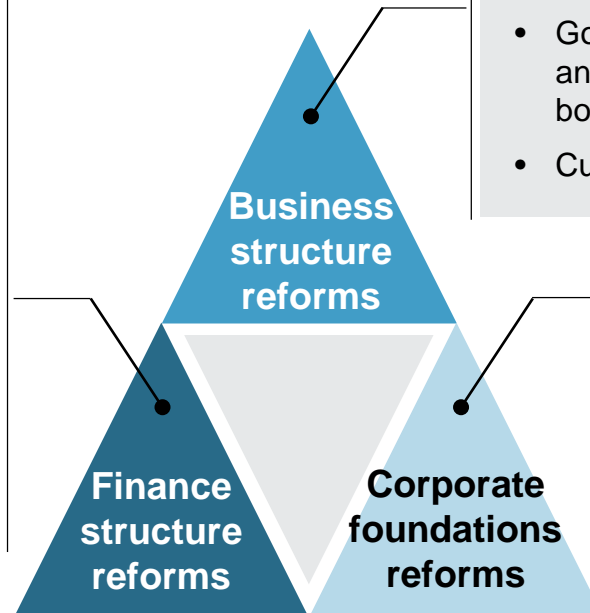 Business
structure
reforms
Finance
structure
reforms
Corporate
foundations
reforms